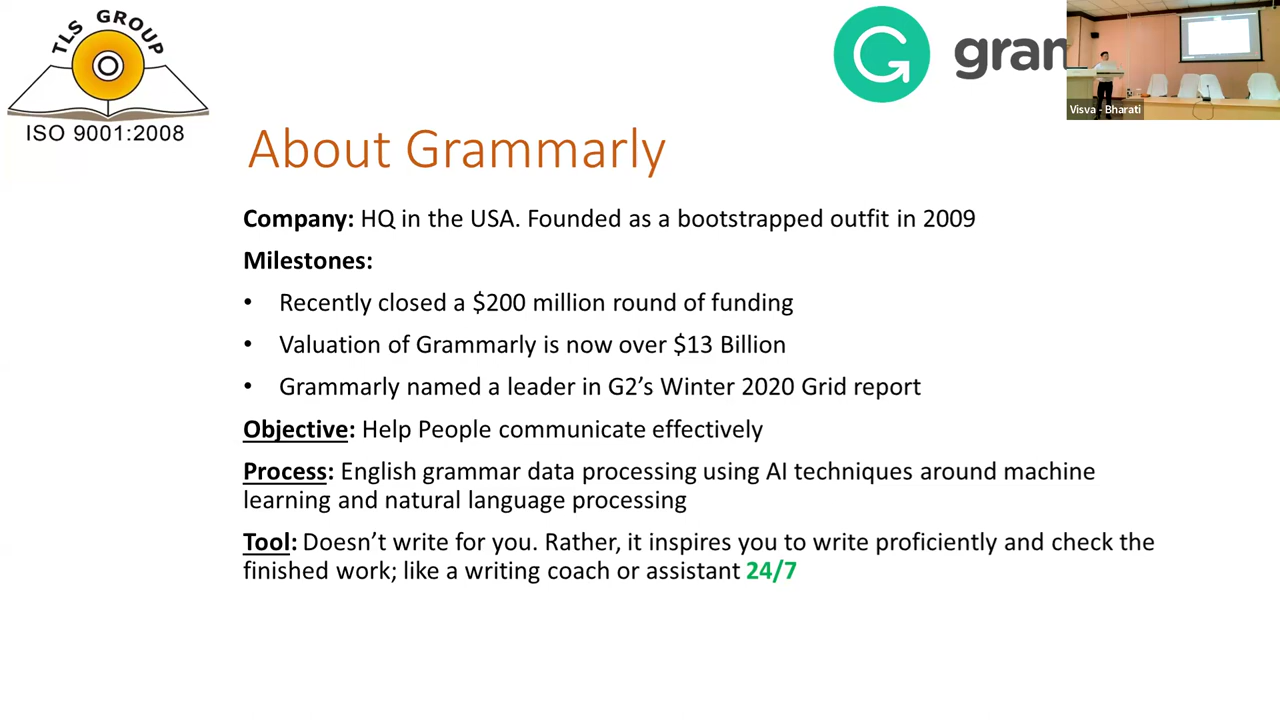 TLS GROUP
ISO 9001:2008
gram
Visva - Bharati
About Grammarly
Company: HQ in the USA. Founded as a bootstrapped outfit in 2009
Milestones:
• Recently closed a $200 million round of funding
• Valuation of Grammarly is now over $13 Billion
• Grammarly named a leader in G2’s Winter 2020 Grid report
Objective: Help People communicate effectively
Process: English grammar data processing using AI techniques around machine
learning and natural language processing
Tool: Doesn’t write for you. Rather, it inspires you to write proficiently and check the
finished work; like a writing coach or assistant 24/7